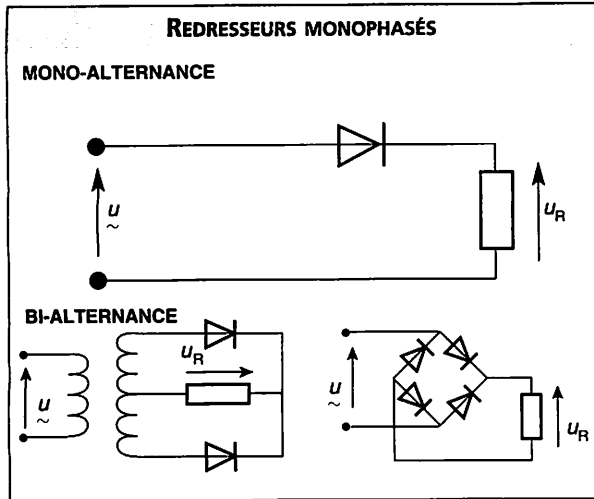 REDRESSEURS MONOPHASÉS
MONO-ALTERNANCE
u
~
uR
BI-ALTERNANCE
u
~
uR
u
~
uR